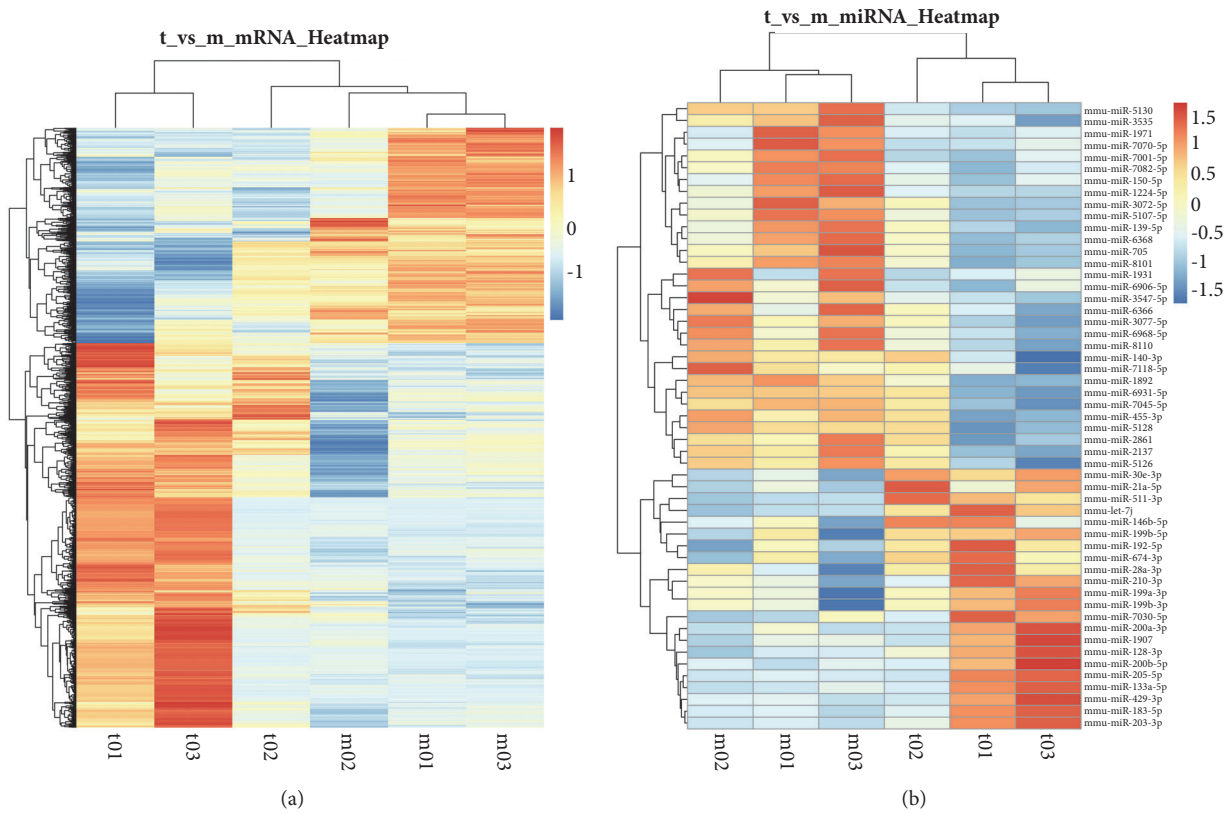 t_vs_m_mRNA_Heatmap
1
0
-1
t01
t03
t02
m02
m01
m03
(a)
t_vs_m_miRNA_Heatmap
mmu-miR-5130
mmu-miR-3535
mmu-miR-1971
mmu-miR-7070-5p
mmu-miR-7001-5p
mmu-miR-7082-5p
mmu-miR-150-5p
mmu-miR-1224-5p
mmu-miR-3072-5p
mmu-miR-5107-5p
mmu-miR-139-5p
mmu-miR-6368
mmu-miR-705
mmu-miR-8101
mmu-miR-1931
mmu-miR-6906-5p
mmu-miR-3547-5p
mmu-miR-6366
mmu-miR-3077-5p
mmu-miR-6968-5p
mmu-miR-8110
mmu-miR-140-3p
mmu-miR-7118-5p
mmu-miR-1892
mmu-miR-6931-5p
mmu-miR-7045-5p
mmu-miR-455-3p
mmu-miR-5128
mmu-miR-2861
mmu-miR-2137
mmu-miR-5126
mmu-miR-30e-3p
mmu-miR-21a-5p
mmu-miR-511-3p
mmu-let-7j
mmu-miR-146b-5p
mmu-miR-199b-5p
mmu-miR-192-5p
mmu-miR-674-3p
mmu-miR-28a-3p
mmu-miR-210-3p
mmu-miR-199a-3p
mmu-miR-199b-3p
mmu-miR-7030-5p
mmu-miR-200a-3p
mmu-miR-1907
mmu-miR-128-3p
mmu-miR-200b-5p
mmu-miR-205-5p
mmu-miR-133a-5p
mmu-miR-429-3p
mmu-miR-183-5p
mmu-miR-203-3p
1.5
1
0.5
0
-0.5
-1
-1.5
m02
m01
m03
t02
t01
t03
(b)